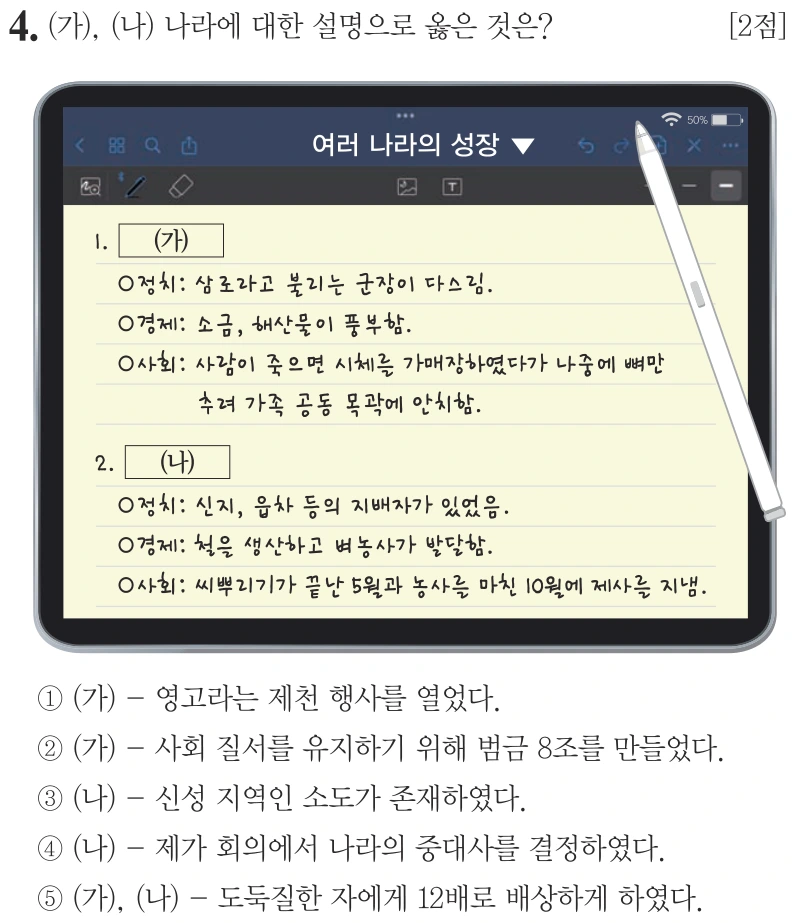 4. (가), (나) 나라에 대한 설명으로 옳은 것은? [2점]
50%
여러 나라의 성장 ▼
T
1. (가)
○정치: 삼로라고 불리는 군장이 다스림.
○경제: 소금, 해산물이 풍부함.
○사회: 사람이 죽으면 시체를 가매장하였다가 나중에 뼈만
추려 가족 공동 목곽에 안치함.
2. (나)
○정치: 신지, 읍차 등의 지배자가 있었음.
○경제: 철을 생산하고 벼농사가 발달함.
○사회: 씨뿌리기가 끝난 5월과 농사를 마친 10월에 제사를 지냄.
① (가) - 영고라는 제천 행사를 열었다.
② (가) - 사회 질서를 유지하기 위해 범금 8조를 만들었다.
③ (나) - 신성 지역인 소도가 존재하였다.
④ (나) - 제가 회의에서 나라의 중대사를 결정하였다.
⑤ (가), (나) - 도둑질한 자에게 12배로 배상하게 하였다.